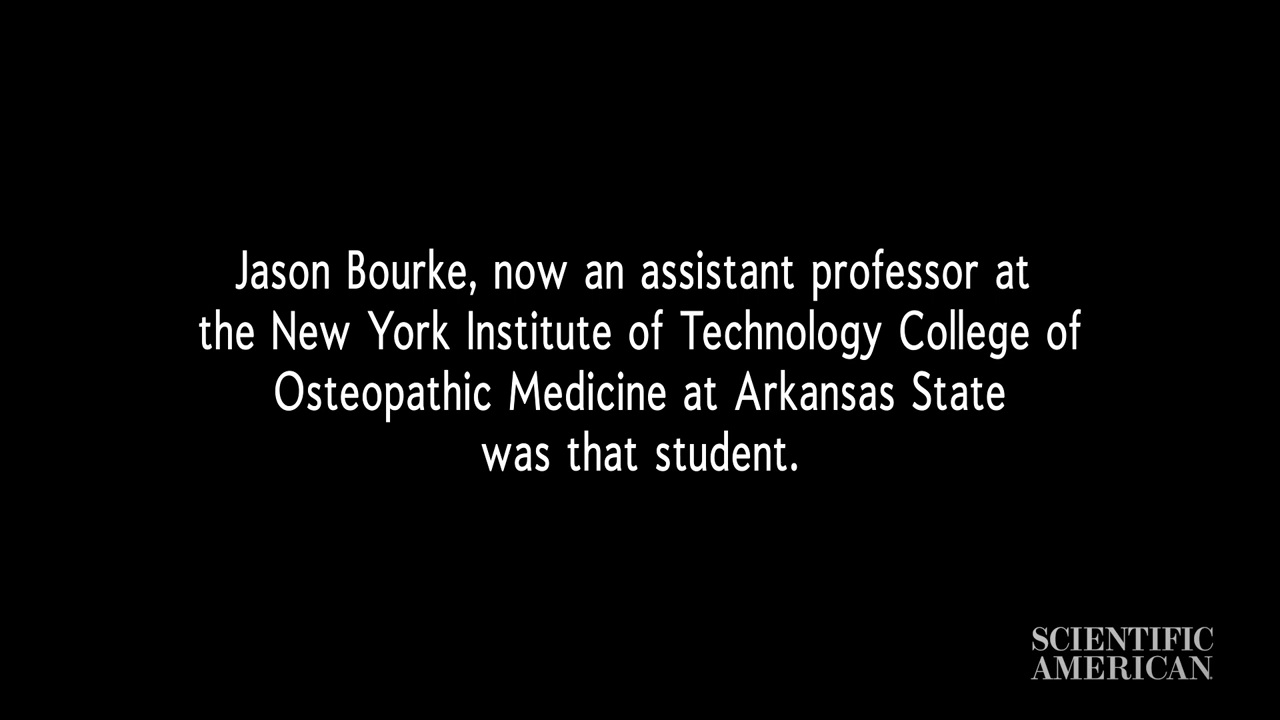 Jason Bourke, now an assistant professor at
the New York Institute of Technology College of
Osteopathic Medicine at Arkansas State
was that student.
SCIENTIFIC
AMERICAN